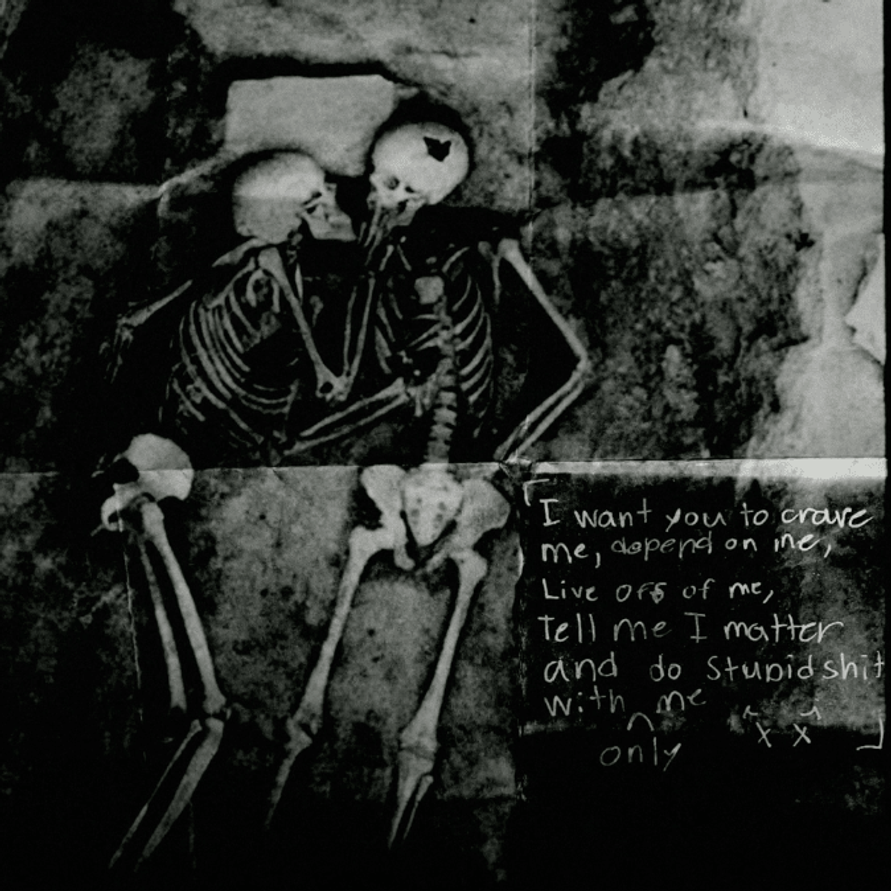 「I want you to crave
me, depend on me,
Live off of me,
tell me I matter
and do Stupid shit
with ^ me
only
x x 」